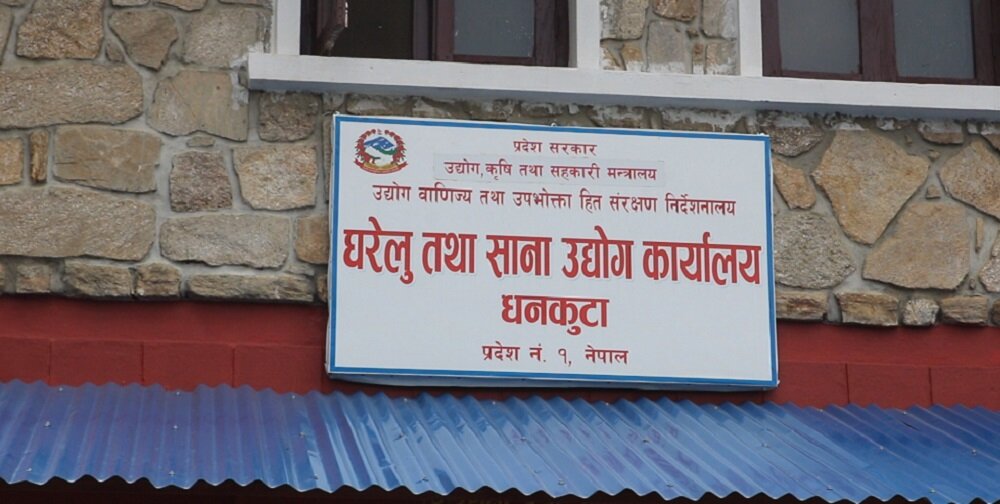 प्रदेश सरकार
उद्योग, कृषि तथा सहकारी मन्त्रालय
उद्योग वाणिज्य तथा उपभोक्ता हित संरक्षण निर्देशनालय
घरेलु तथा साना उद्योग कार्यालय
धनकुटा
प्रदेश नं. १, नेपाल